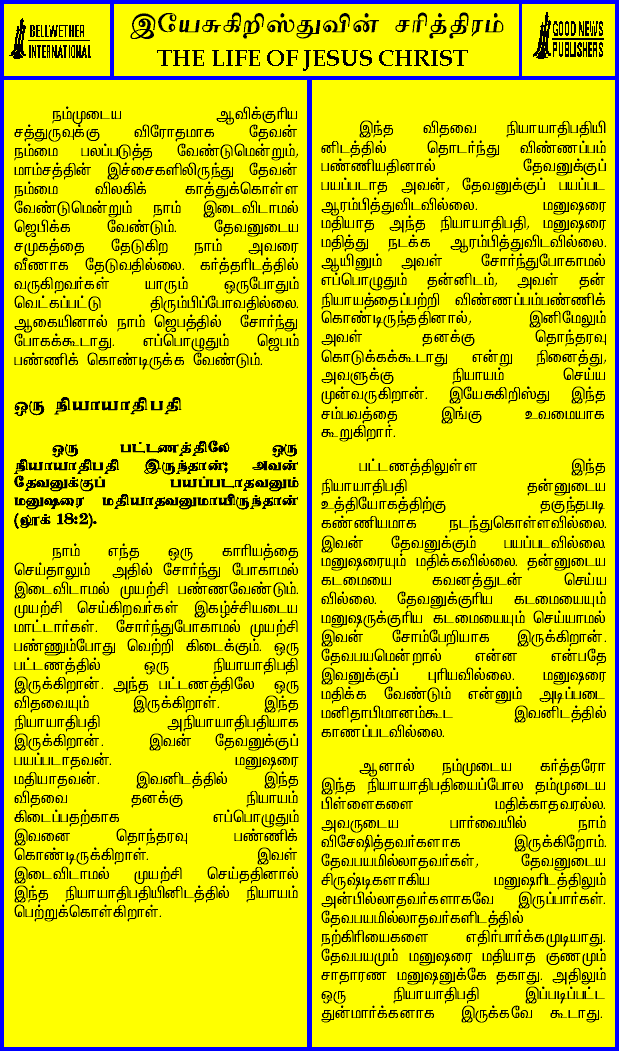 BELLWETHER
INTERNATIONAL
இயேசுகிறிஸ்துவின் சரித்திரம்
THE LIFE OF JESUS CHRIST
GOOD NEWS
PUBLISHERS
நம்முடைய ஆவிக்குரிய
சத்துருவுக்கு விரோதமாக தேவன்
நம்மை பலப்படுத்த வேண்டுமென்றும்,
மாம்சத்தின் இச்சைகளிலிருந்து தேவன்
நம்மை விலகிக் காத்துக்கொள்ள
வேண்டுமென்றும் நாம் இடைவிடாமல்
ஜெபிக்க வேண்டும். தேவனுடைய
சமுகத்தை தேடுகிற நாம் அவரை
வீணாக தேடுவதில்லை. கர்த்தரிடத்தில்
வருகிறவர்கள் யாரும் ஒருபோதும்
வெட்கப்பட்டு திரும்பிப்போவதில்லை.
ஆகையினால் நாம் ஜெபத்தில் சோர்ந்து
போகக்கூடாது. எப்பொழுதும் ஜெபம்
பண்ணிக் கொண்டிருக்க வேண்டும்.
ஒரு நியாயாதிபதி
ஒரு பட்டணத்திலே ஒரு
நியாயாதிபதி இருந்தான்; அவன்
தேவனுக்குப் பயப்படாதவனும்
மனுஷரை மதியாதவனுமாயிருந்தான்
(லூக் 18:2).
நாம் எந்த ஒரு காரியத்தை
செய்தாலும் அதில் சோர்ந்து போகாமல்
இடைவிடாமல் முயற்சி பண்ணவேண்டும்.
முயற்சி செய்கிறவர்கள் இகழ்ச்சியடைய
மாட்டார்கள். சோர்ந்துபோகாமல் முயற்சி
பண்ணும்போது வெற்றி கிடைக்கும். ஒரு
பட்டணத்தில் ஒரு நியாயாதிபதி
இருக்கிறான். அந்த பட்டணத்திலே ஒரு
விதவையும் இருக்கிறாள். இந்த
நியாயாதிபதி அநியாயாதிபதியாக
இருக்கிறான். இவன் தேவனுக்குப்
பயப்படாதவன். மனுஷரை
மதியாதவன். இவனிடத்தில் இந்த
விதவை தனக்கு நியாயம்
கிடைப்பதற்காக எப்பொழுதும்
இவனை தொந்தரவு பண்ணிக்
கொண்டிருக்கிறாள். இவள்
இடைவிடாமல் முயற்சி செய்ததினால்
இந்த நியாயாதிபதியினிடத்தில் நியாயம்
பெற்றுக்கொள்கிறாள்.
இந்த விதவை நியாயாதிபதியி
னிடத்தில் தொடர்ந்து விண்ணப்பம்
பண்ணியதினால் தேவனுக்குப்
பயப்படாத அவன், தேவனுக்குப் பயப்பட
ஆரம்பித்துவிடவில்லை. மனுஷரை
மதியாத அந்த நியாயாதிபதி, மனுஷரை
மதித்து நடக்க ஆரம்பித்துவிடவில்லை.
ஆயினும் அவள் சோர்ந்துபோகாமல்
எப்பொழுதும் தன்னிடம், அவள் தன்
நியாயத்தைப்பற்றி விண்ணப்பம்பண்ணிக்
கொண்டிருந்ததினால், இனிமேலும்
அவள் தனக்கு தொந்தரவு
கொடுக்கக்கூடாது என்று நினைத்து,
அவளுக்கு நியாயம் செய்ய
முன்வருகிறான். இயேசுகிறிஸ்து இந்த
சம்பவத்தை இங்கு உவமையாக
கூறுகிறார்.
பட்டணத்திலுள்ள இந்த
நியாயாதிபதி தன்னுடைய
உத்தியோகத்திற்கு தகுந்தபடி
கண்ணியமாக நடந்துகொள்ளவில்லை.
இவன் தேவனுக்கும் பயப்படவில்லை.
மனுஷரையும் மதிக்கவில்லை. தன்னுடைய
கடமையை கவனத்துடன் செய்ய
வில்லை. தேவனுக்குரிய கடமையையும்
மனுஷருக்குரிய கடமையையும் செய்யாமல்
இவன் சோம்பேறியாக இருக்கிறான்.
தேவபயமென்றால் என்ன என்பதே
இவனுக்குப் புரியவில்லை. மனுஷரை
மதிக்க வேண்டும் என்னும் அடிப்படை
மனிதாபிமானம்கூட இவனிடத்தில்
காணப்படவில்லை.
ஆனால் நம்முடைய கர்த்தரோ
இந்த நியாயாதிபதியைப்போல தம்முடைய
பிள்ளைகளை மதிக்காதவரல்ல.
அவருடைய பார்வையில் நாம்
விசேஷித்தவர்களாக இருக்கிறோம்.
தேவபயமில்லாதவர்கள், தேவனுடைய
சிருஷ்டிகளாகிய மனுஷரிடத்திலும்
அன்பில்லாதவர்களாகவே இருப்பார்கள்.
தேவபயமில்லாதவர்களிடத்தில்
நற்கிரியைகளை எதிர்பார்க்கமுடியாது.
தேவபயமும் மனுஷரை மதியாத குணமும்
சாதாரண மனுஷனுக்கே தகாது. அதிலும்
ஒரு நியாயாதிபதி இப்படிப்பட்ட
துன்மார்க்கனாக இருக்கவே கூடாது.